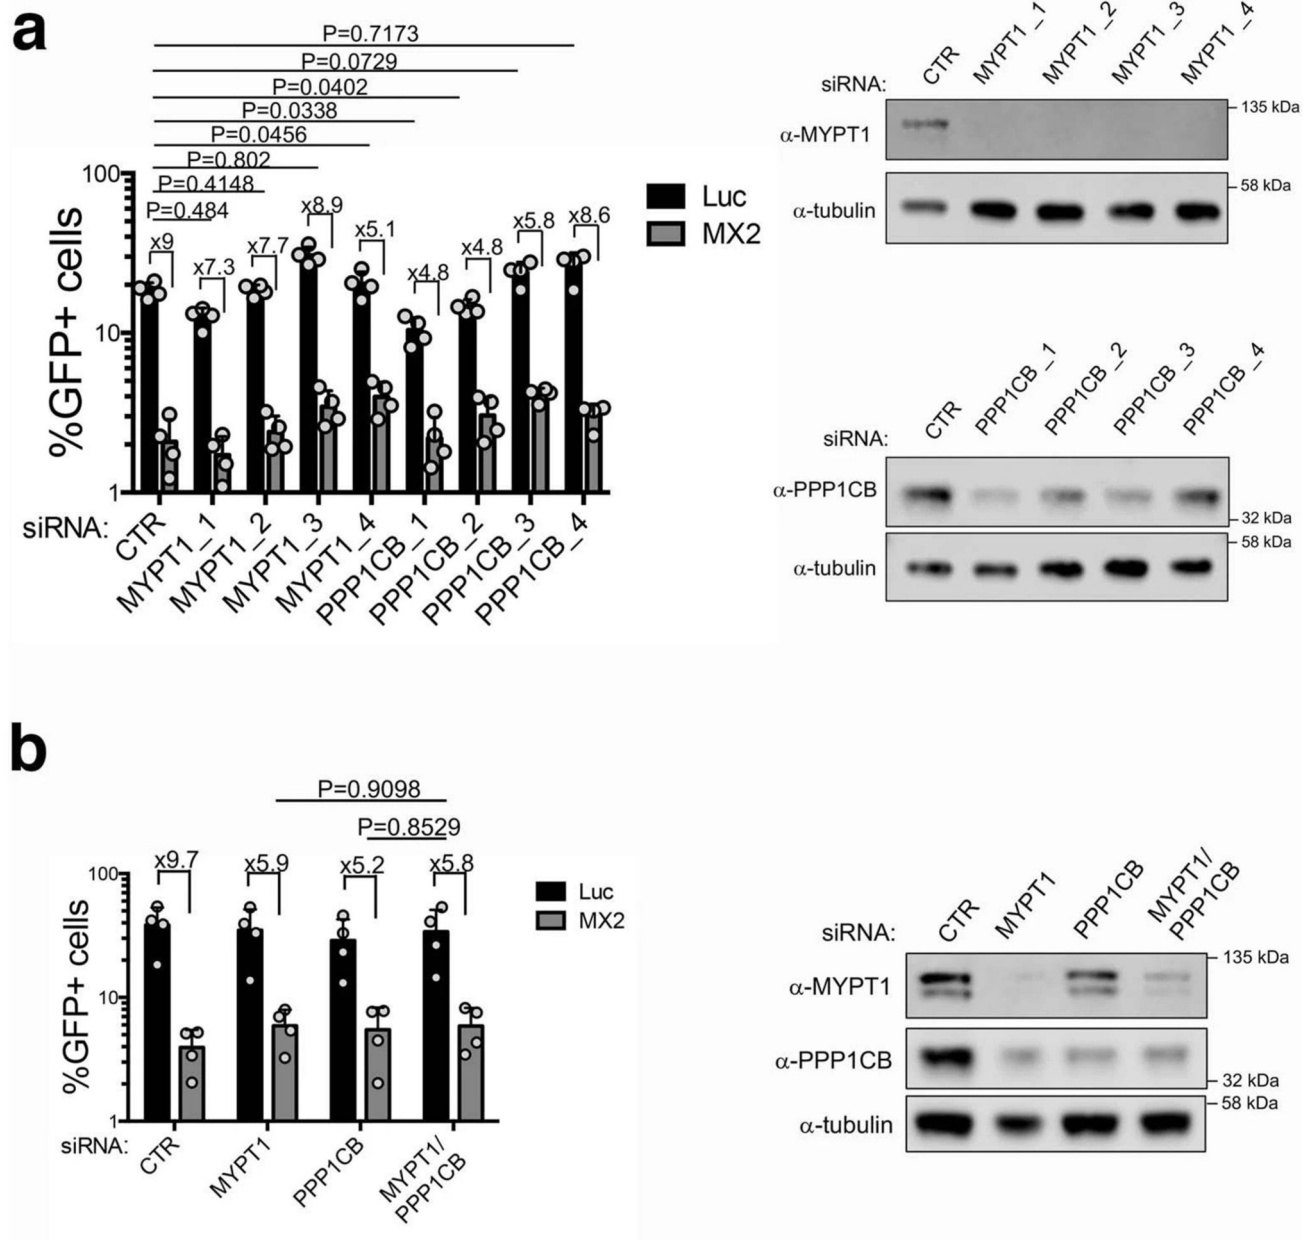 a
P=0.7173
P=0.0729
P=0.0402
P=0.0338
P=0.0456
P=0.802
P=0.4148
P=0.484
x9
x7.3
x7.7
x8.9
x5.1
x4.8
x4.8
x5.8
x8.6
100
10
1
%GFP+ cells
Luc
MX2
siRNA:
CTR
MYPT1_1
MYPT1_2
MYPT1_3
MYPT1_4
PPP1CB_1
PPP1CB_2
PPP1CB_3
PPP1CB_4
siRNA:
CTR
MYPT1_1
MYPT1_2
MYPT1_3
MYPT1_4
α-MYPT1
135 kDa
α-tubulin
58 kDa
siRNA:
CTR
PPP1CB_1
PPP1CB_2
PPP1CB_3
PPP1CB_4
α-PPP1CB
32 kDa
α-tubulin
58 kDa
b
P=0.9098
P=0.8529
x9.7
x5.9
x5.2
x5.8
100
10
1
%GFP+ cells
Luc
MX2
siRNA:
CTR
MYPT1
PPP1CB
MYPT1/
PPP1CB
siRNA:
CTR
MYPT1
PPP1CB
MYPT1/
PPP1CB
α-MYPT1
135 kDa
α-PPP1CB
32 kDa
α-tubulin
58 kDa